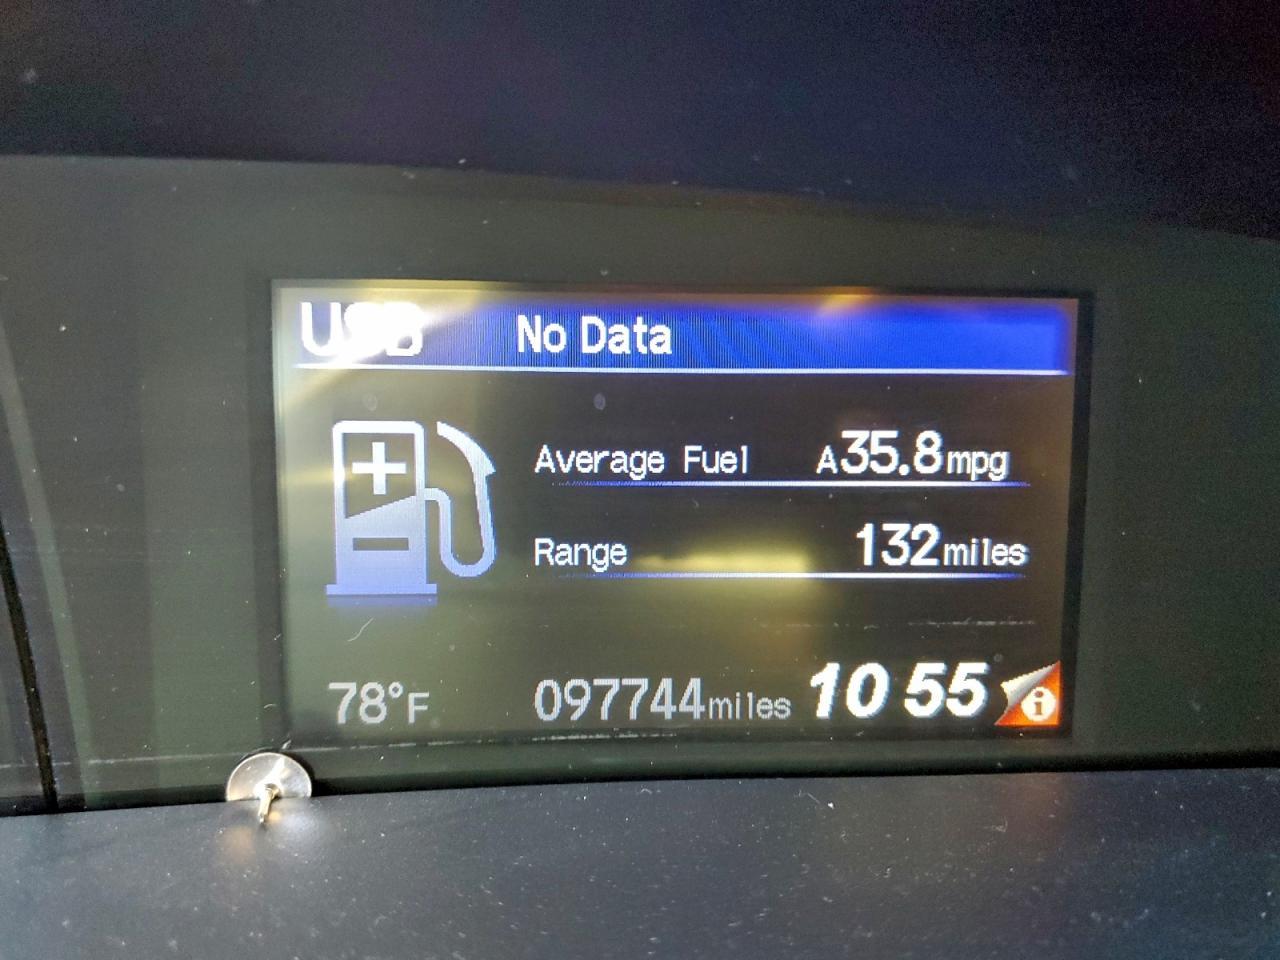 USB No Data
Average Fuel A35.8mpg
Range 132miles
78°F 097744miles 10 55 i